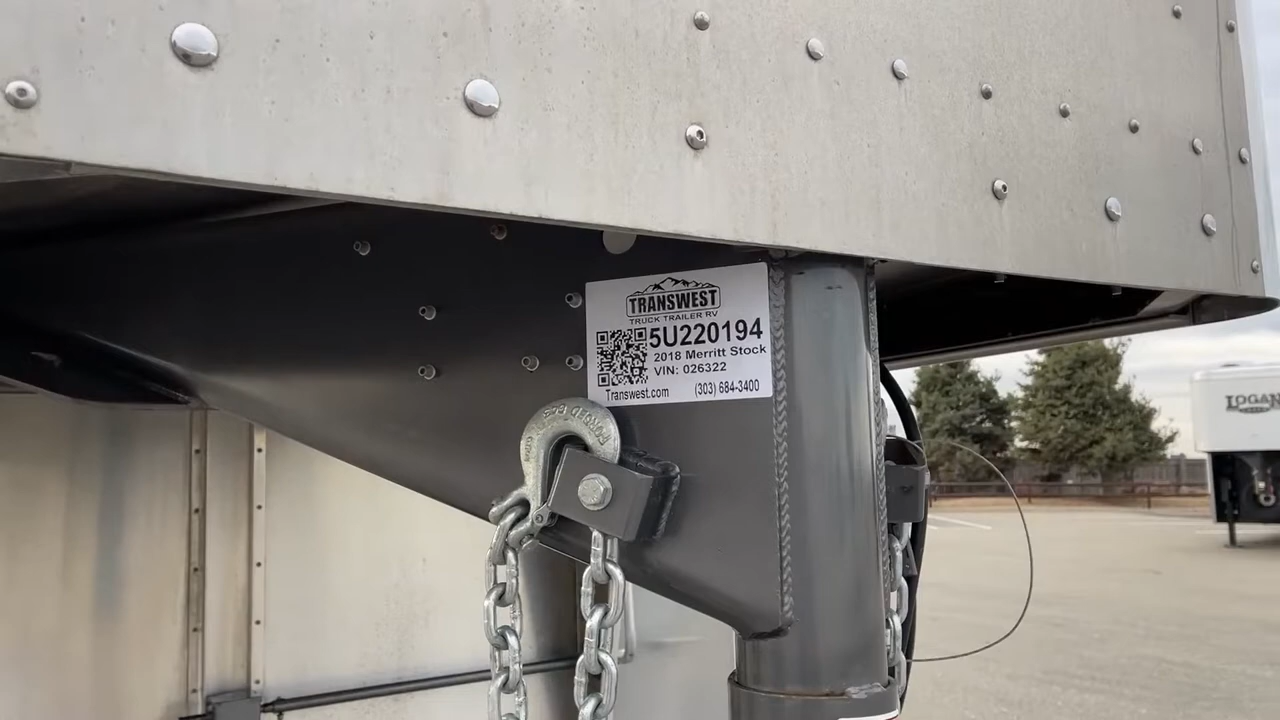 TRANSWEST
TRUCK TRAILER RV
5U220194
2018 Merritt Stock
VIN: 026322
Transwest.com (303) 684-3400
LOGAN